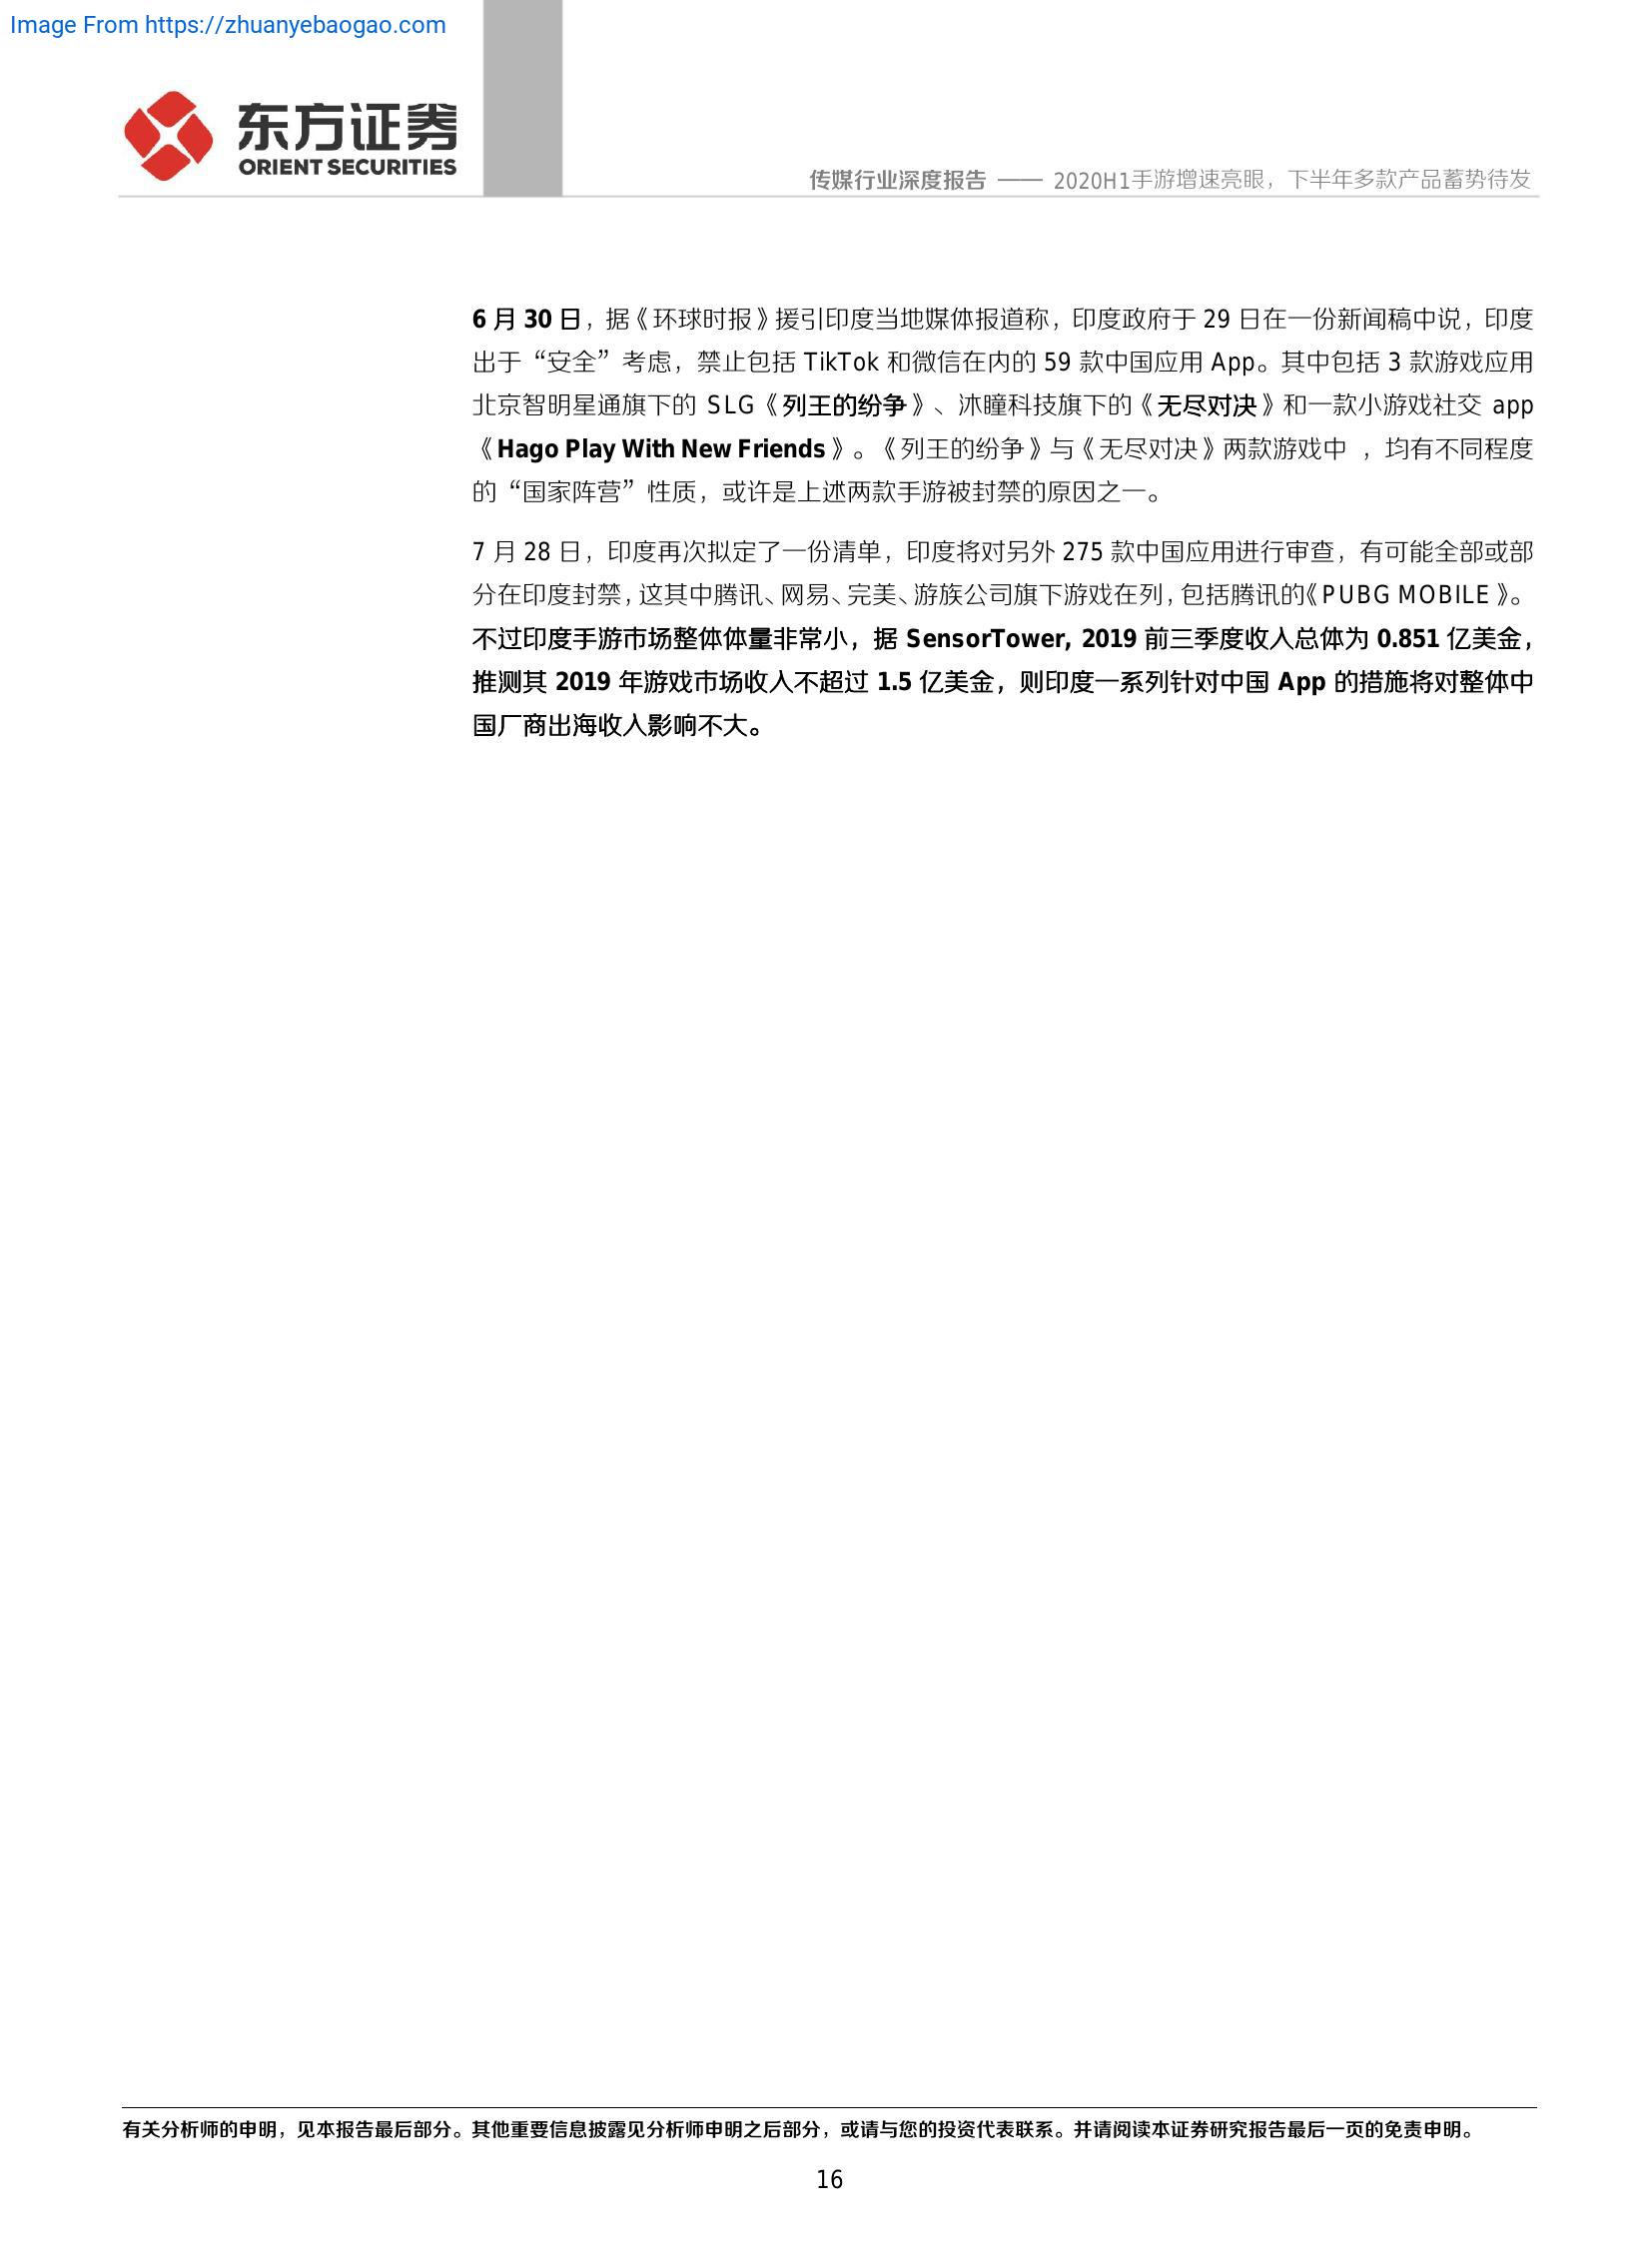 Image From https://zhuanyebaogao.com
东方证券
ORIENT SECURITIES
传媒行业深度报告 —— 2020H1手游增速亮眼，下半年多款产品蓄势待发
6 月 30 日，据《环球时报》援引印度当地媒体报道称，印度政府于 29 日在一份新闻稿中说，印度
出于“安全”考虑，禁止包括 TikTok 和微信在内的 59 款中国应用 App。其中包括 3 款游戏应用
北京智明星通旗下的 SLG《列王的纷争》、沐瞳科技旗下的《无尽对决》和一款小游戏社交 app
《Hago Play With New Friends》。《列王的纷争》与《无尽对决》两款游戏中 ，均有不同程度
的“国家阵营”性质，或许是上述两款手游被封禁的原因之一。
7 月 28 日，印度再次拟定了一份清单，印度将对另外 275 款中国应用进行审查，有可能全部或部
分在印度封禁，这其中腾讯、网易、完美、游族公司旗下游戏在列，包括腾讯的《PUBG MOBILE》。
不过印度手游市场整体体量非常小，据 SensorTower, 2019 前三季度收入总体为 0.851 亿美金，
推测其 2019 年游戏市场收入不超过 1.5 亿美金，则印度一系列针对中国 App 的措施将对整体中
国厂商出海收入影响不大。
有关分析师的申明，见本报告最后部分。其他重要信息披露见分析师申明之后部分，或请与您的投资代表联系。并请阅读本证券研究报告最后一页的免责申明。
16